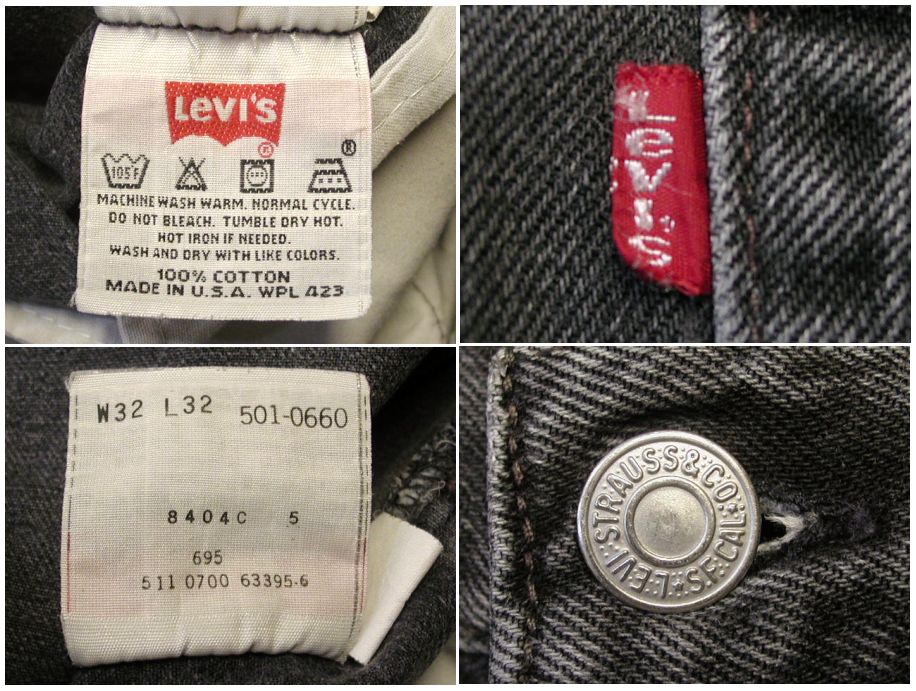 Levi's
®
®
105F
MACHINE WASH WARM. NORMAL CYCLE.
DO NOT BLEACH. TUMBLE DRY HOT.
HOT IRON IF NEEDED.
WASH AND DRY WITH LIKE COLORS.
100% COTTON
MADE IN U.S.A. WPL 423
LEVI'S
W32 L32 501-0660
8404C 5
695
511 0700 63395.6
LEVI STRAUSS & CO. S.F. CAL.